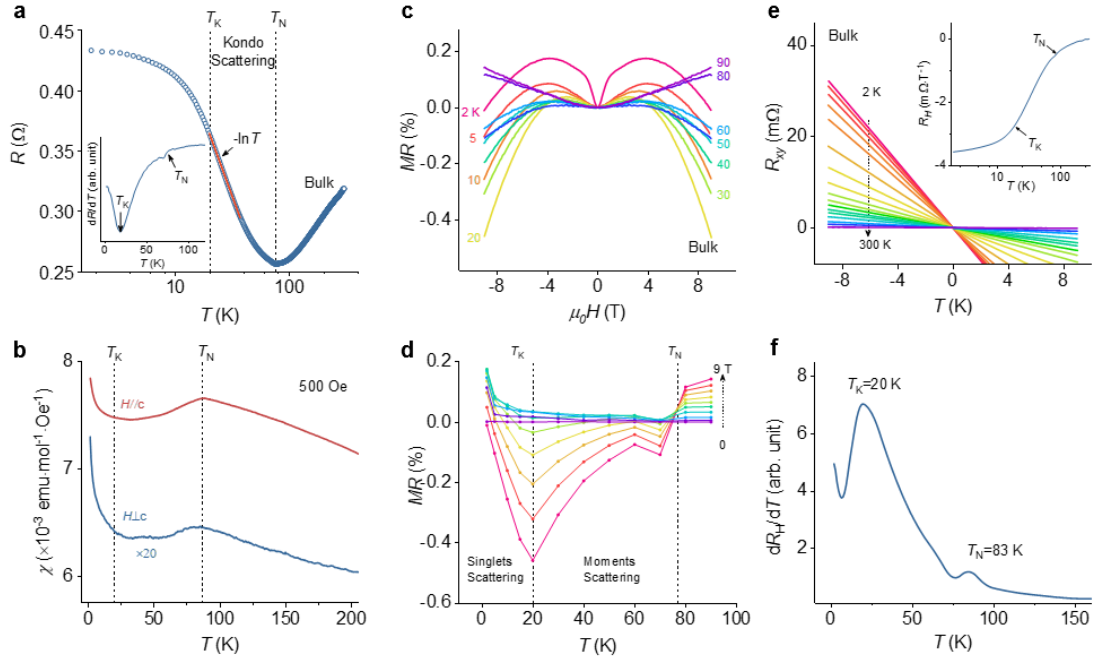 a
T_K
T_N
Kondo
Scattering
0.45
0.40
0.35
0.30
0.25
R (Ω)
-ln T
Bulk
10
100
T (K)
dR/dT (arb. unit)
T_K
T_N
0
50
100
T (K)
b
T_K
T_N
8
7
6
χ (×10⁻³ emu·mol⁻¹·Oe⁻¹)
500 Oe
H//c
H⊥c
×20
0
50
100
150
200
T (K)
c
0.2
0.0
-0.2
-0.4
MR (%)
2 K
5
10
20
90
80
60
50
40
30
Bulk
-8
-4
0
4
8
μ₀H (T)
d
T_K
T_N
0.2
0.0
-0.2
-0.4
-0.6
MR (%)
9 T
0
Singlets
Scattering
Moments
Scattering
0
20
40
60
80
100
T (K)
e
Bulk
40
20
0
R_xy (mΩ)
2 K
300 K
-8
-4
0
4
8
T (K)
0
-2
-4
R_H (m Ω.T⁻¹)
T_N
T_K
10
100
T (K)
f
8
6
4
2
dR_H/dT (arb. unit)
T_K=20 K
T_N=83 K
0
50
100
150
T (K)